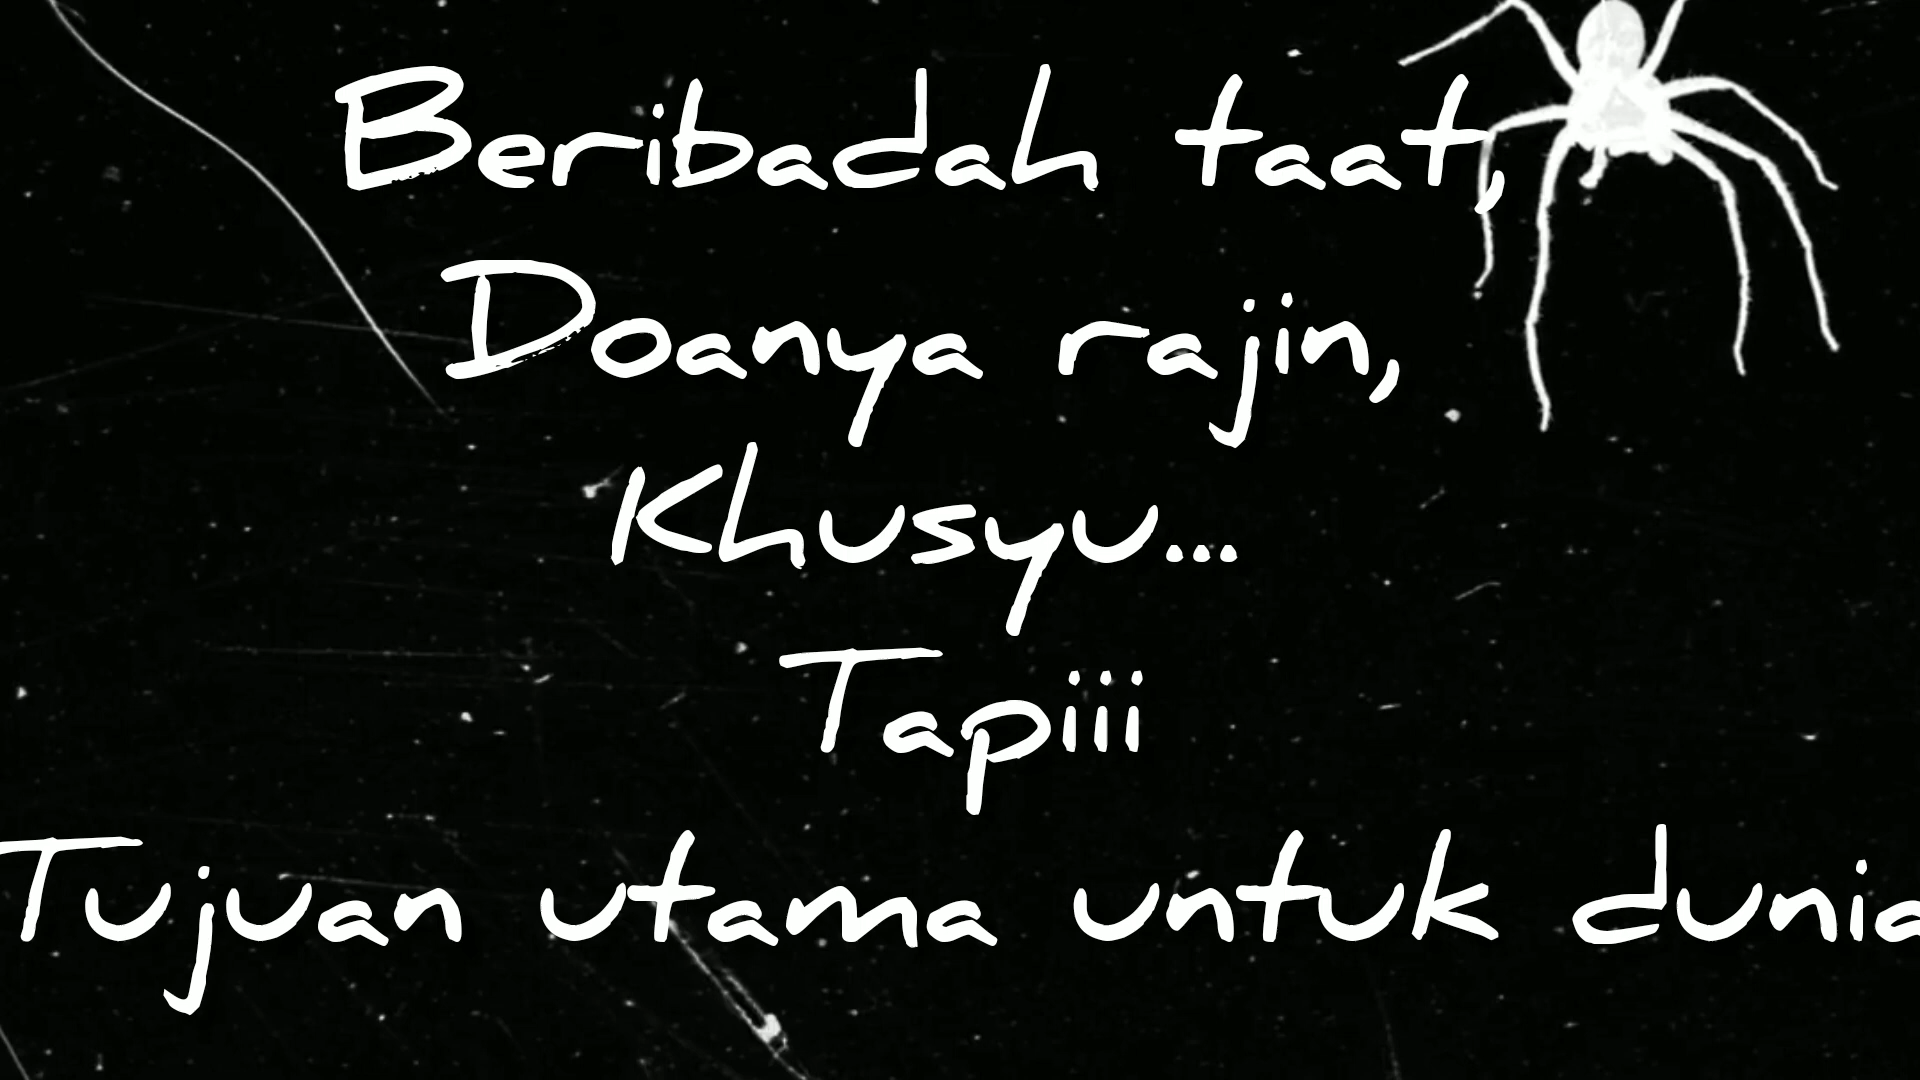 Beribadah taat,
Doanya rajin,
Khusyu...
Tapiii
Tujuan utama untuk dunia